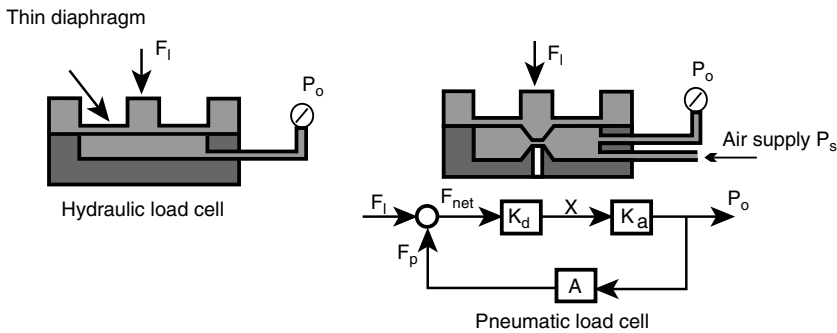 Thin diaphragm
F_l
P_o
Hydraulic load cell
F_l
P_o
Air supply P_s
F_l
F_net
K_d
X
K_a
P_o
F_p
A
Pneumatic load cell